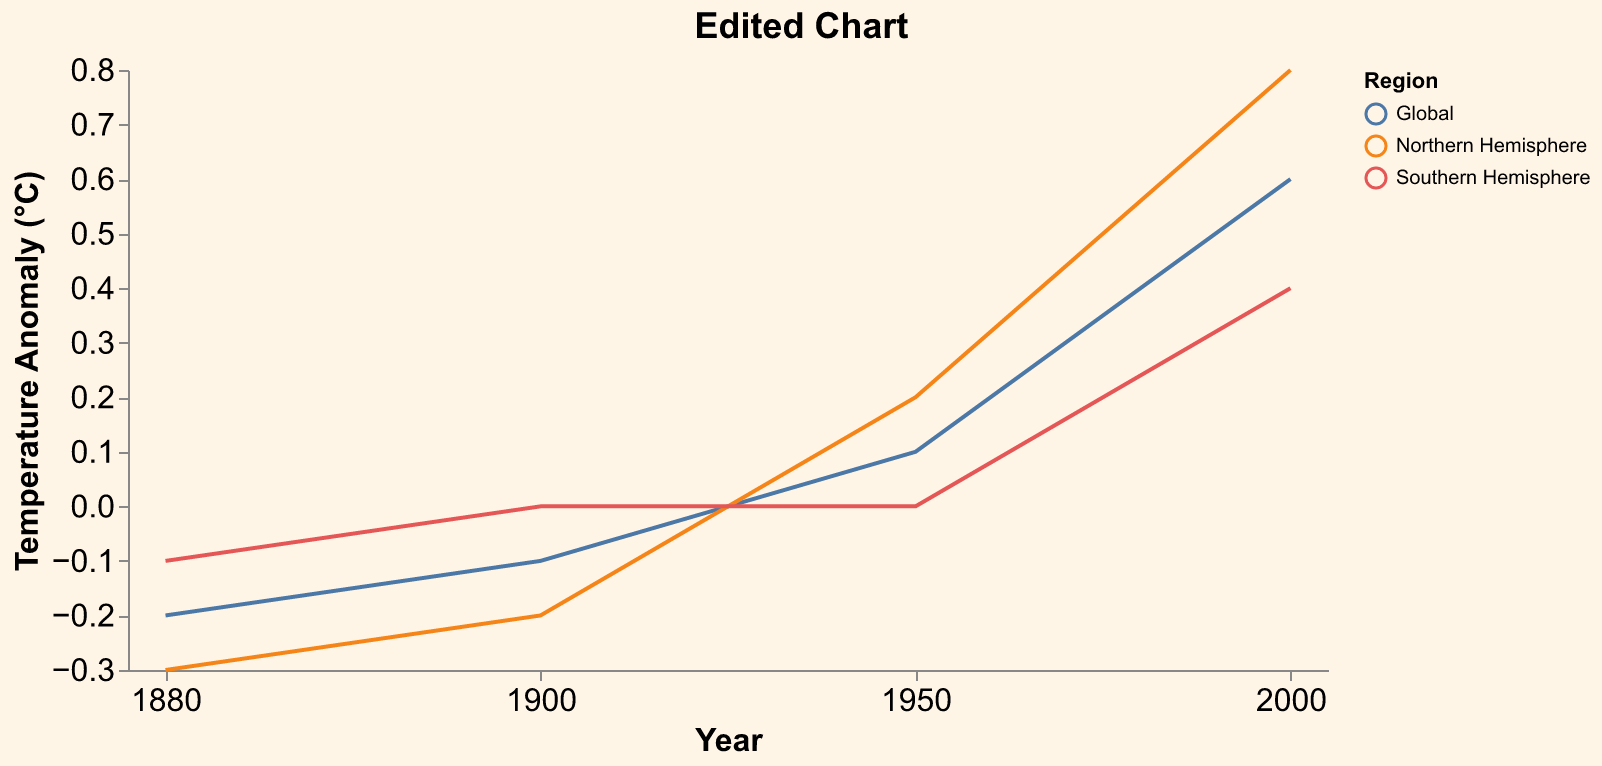 Edited Chart
Temperature Anomaly (°C)
0.8
0.7
0.6
0.5
0.4
0.3
0.2
0.1
0.0
−0.1
−0.2
−0.3
1880
1900
1950
2000
Year
Region
Global
Northern Hemisphere
Southern Hemisphere